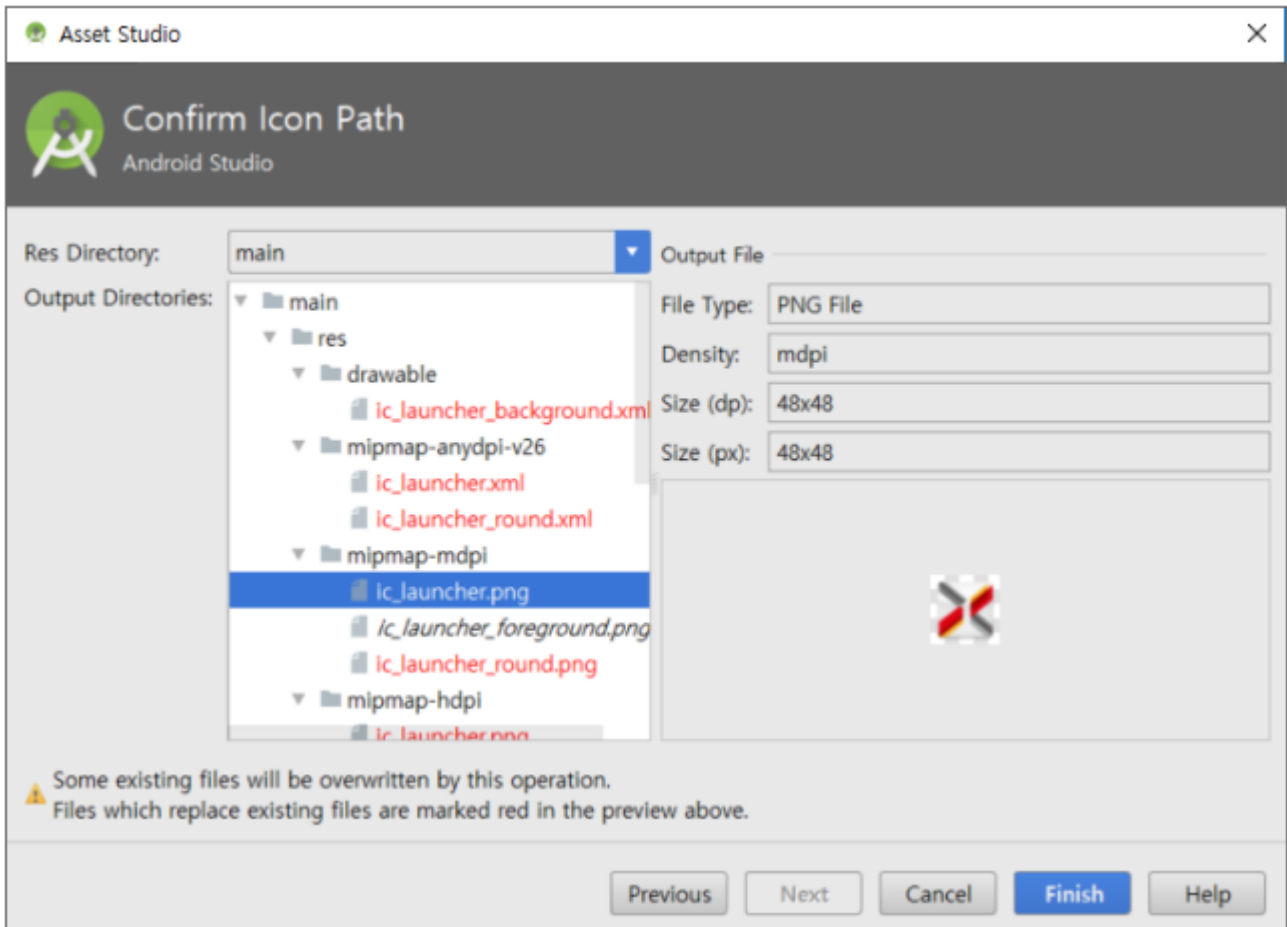 Asset Studio
Confirm Icon Path
Android Studio
Res Directory:
main
Output Directories:
main
res
drawable
ic_launcher_background.xml
mipmap-anydpi-v26
ic_launcher.xml
ic_launcher_round.xml
mipmap-mdpi
ic_launcher.png
ic_launcher_foreground.png
ic_launcher_round.png
mipmap-hdpi
ic_launcher.png
Output File
File Type: PNG File
Density: mdpi
Size (dp): 48x48
Size (px): 48x48
Some existing files will be overwritten by this operation.
Files which replace existing files are marked red in the preview above.
Previous
Next
Cancel
Finish
Help